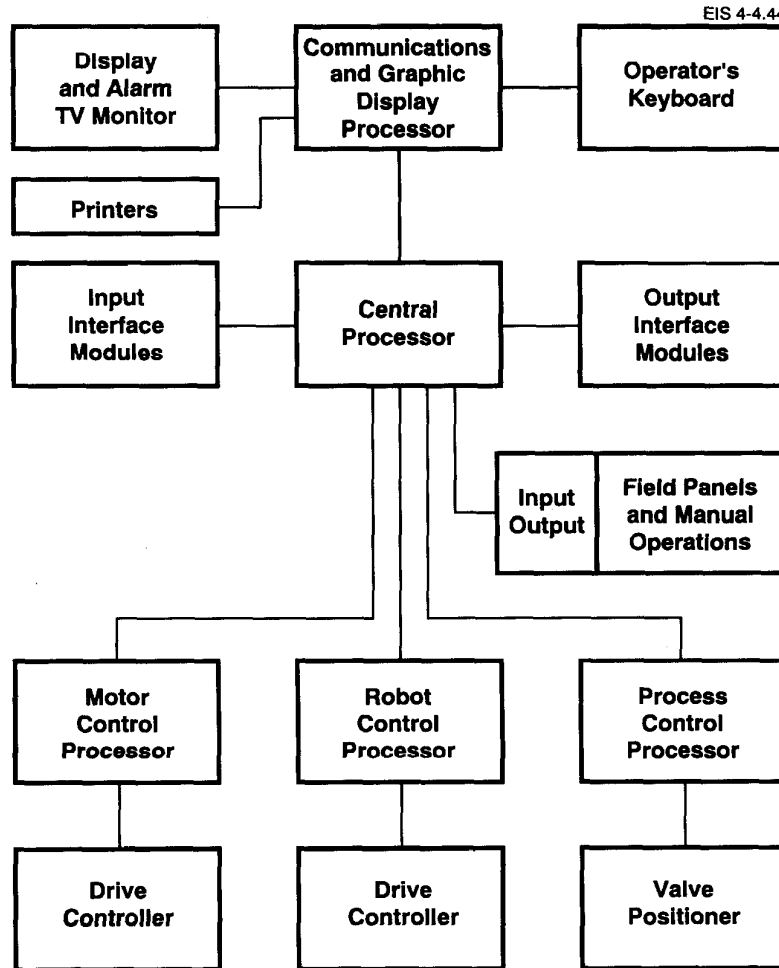 EIS 4-4.44
Display
and Alarm
TV Monitor
Communications
and Graphic
Display
Processor
Operator's
Keyboard
Printers
Input
Interface
Modules
Central
Processor
Output
Interface
Modules
Input
Output
Field Panels
and Manual
Operations
Motor
Control
Processor
Robot
Control
Processor
Process
Control
Processor
Drive
Controller
Drive
Controller
Valve
Positioner